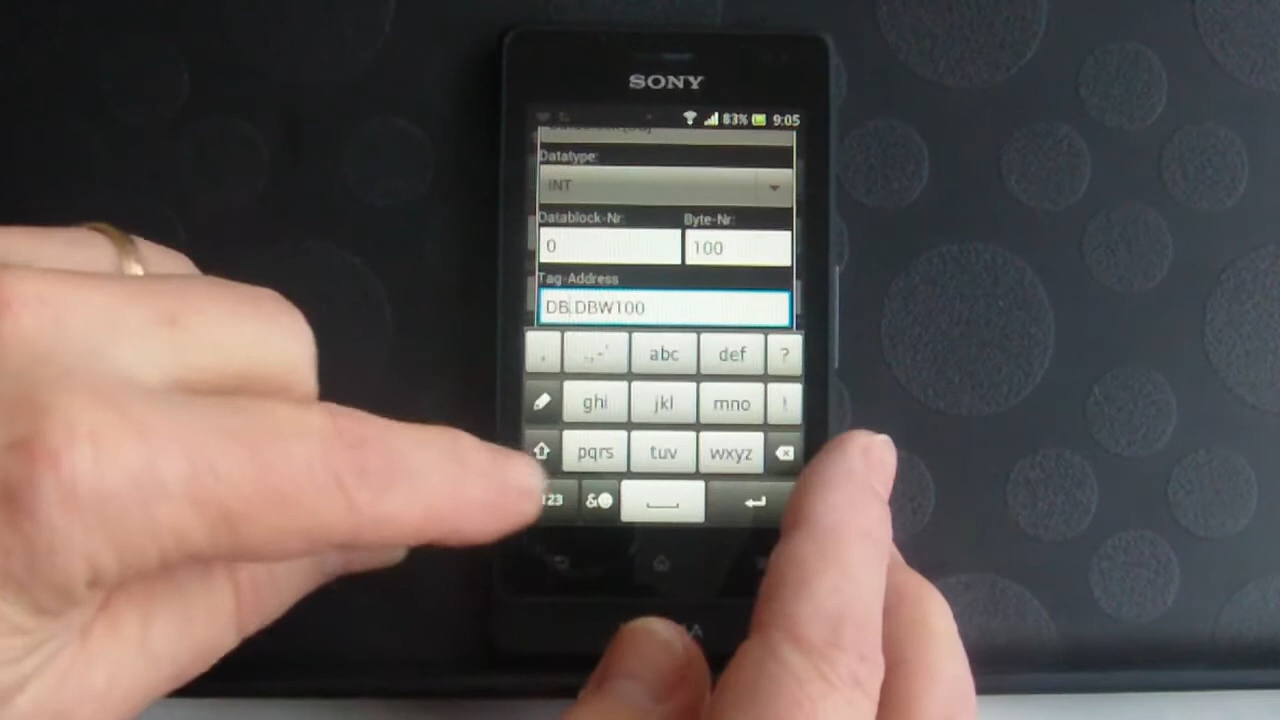 SONY
83% 9:05
Datatype:
INT
Datablock-Nr: Byte-Nr:
0 100
Tag-Address
DB.DBW100
, .,-' abc def ?
ghi jkl mno !
pqrs tuv wxyz
123 &